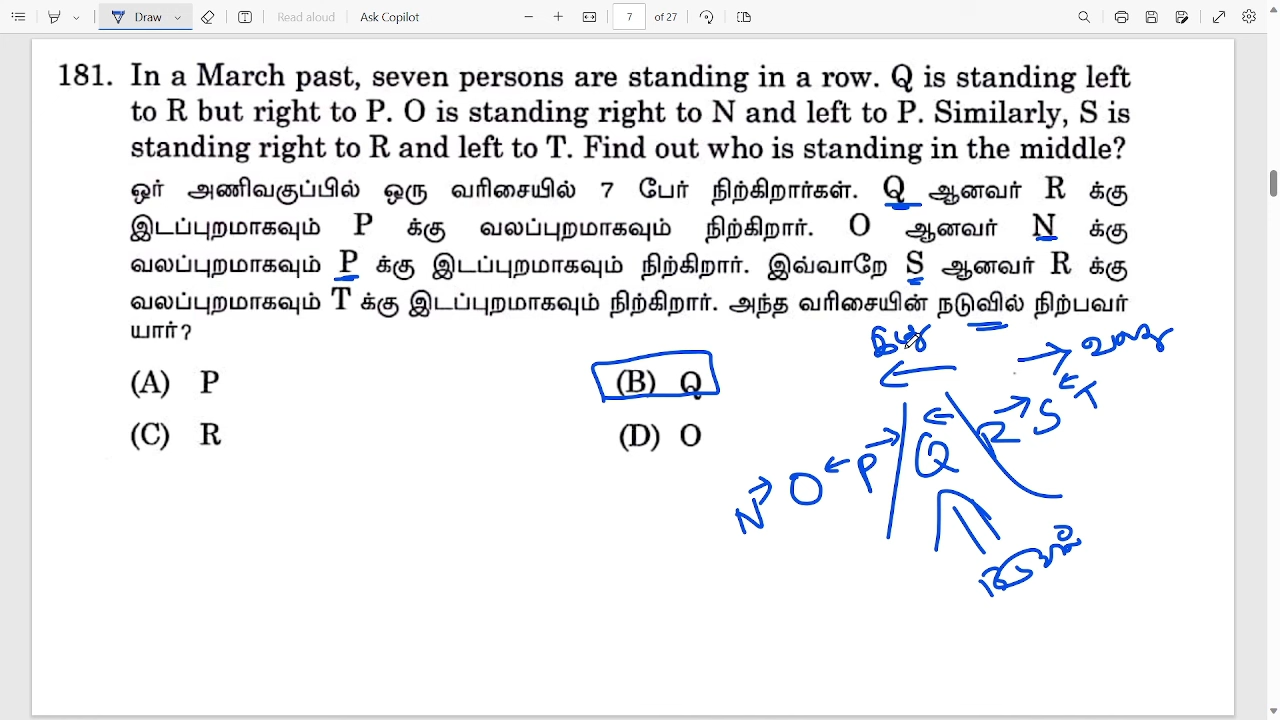 Draw
Read aloud
Ask Copilot
7
of 27
181. In a March past, seven persons are standing in a row. Q is standing left
to R but right to P. O is standing right to N and left to P. Similarly, S is
standing right to R and left to T. Find out who is standing in the middle?
ஓர் அணிவகுப்பில் ஒரு வரிசையில் 7 பேர் நிற்கிறார்கள். Q ஆனவர் R க்கு
இடப்புறமாகவும் P க்கு வலப்புறமாகவும் நிற்கிறார். O ஆனவர் N க்கு
வலப்புறமாகவும் P க்கு இடப்புறமாகவும் நிற்கிறார். இவ்வாறே S ஆனவர் R க்கு
வலப்புறமாகவும் T க்கு இடப்புறமாகவும் நிற்கிறார். அந்த வரிசையின் நடுவில் நிற்பவர்
யார்?
(A) P (B) Q
(C) R (D) O
N O P Q R S T